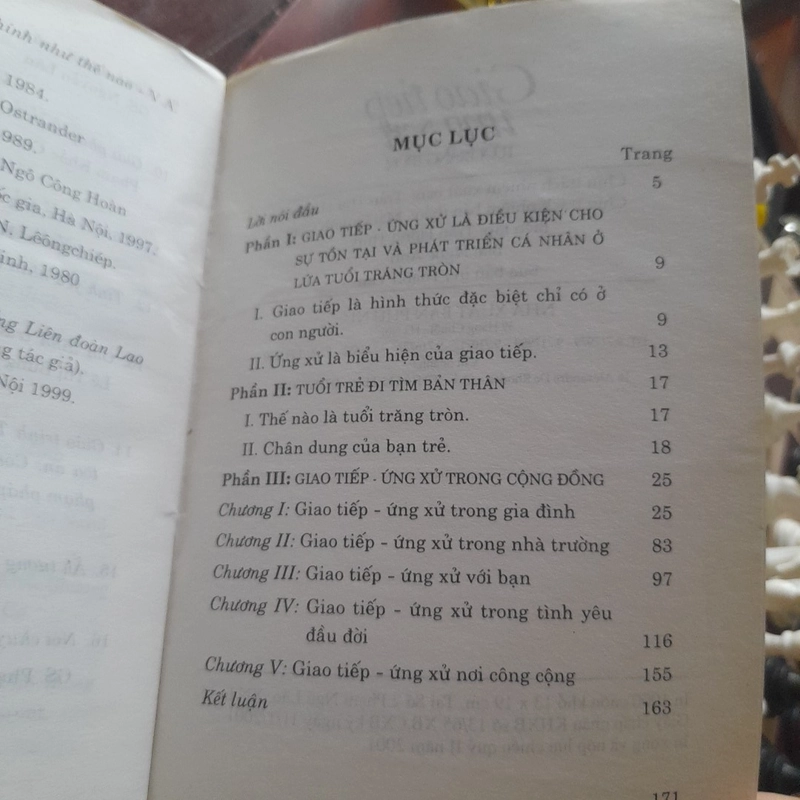 hình như thế nào - N A.
1984.
Ostrander
989.
Ngô Công Hoàn
ốc gia, Hà Nội, 1997.
N, Lêôngchiép.
ịnh, 1980
ng Liên đoàn Lao
g tác giả).
Nội 1999.
MỤC LỤC
Trang
Lời nói đầu 5
Phần I: GIAO TIẾP - ỨNG XỬ LÀ ĐIỀU KIỆN CHO
SỰ TỒN TẠI VÀ PHÁT TRIỂN CÁ NHÂN Ở
LỨA TUỔI TRĂNG TRÒN 9
I. Giao tiếp là hình thức đặc biệt chỉ có ở
con người. 9
II. Ứng xử là biểu hiện của giao tiếp. 13
Phần II: TUỔI TRẺ ĐI TÌM BẢN THÂN 17
I. Thế nào là tuổi trăng tròn. 17
II. Chân dung của bạn trẻ. 18
Phần III: GIAO TIẾP - ỨNG XỬ TRONG CỘNG ĐỒNG 25
Chương I: Giao tiếp - ứng xử trong gia đình 25
Chương II: Giao tiếp - ứng xử trong nhà trường 83
Chương III: Giao tiếp - ứng xử với bạn 97
Chương IV: Giao tiếp - ứng xử trong tình yêu
đầu đời 116
Chương V: Giao tiếp - ứng xử nơi công cộng 155
Kết luận 163
171